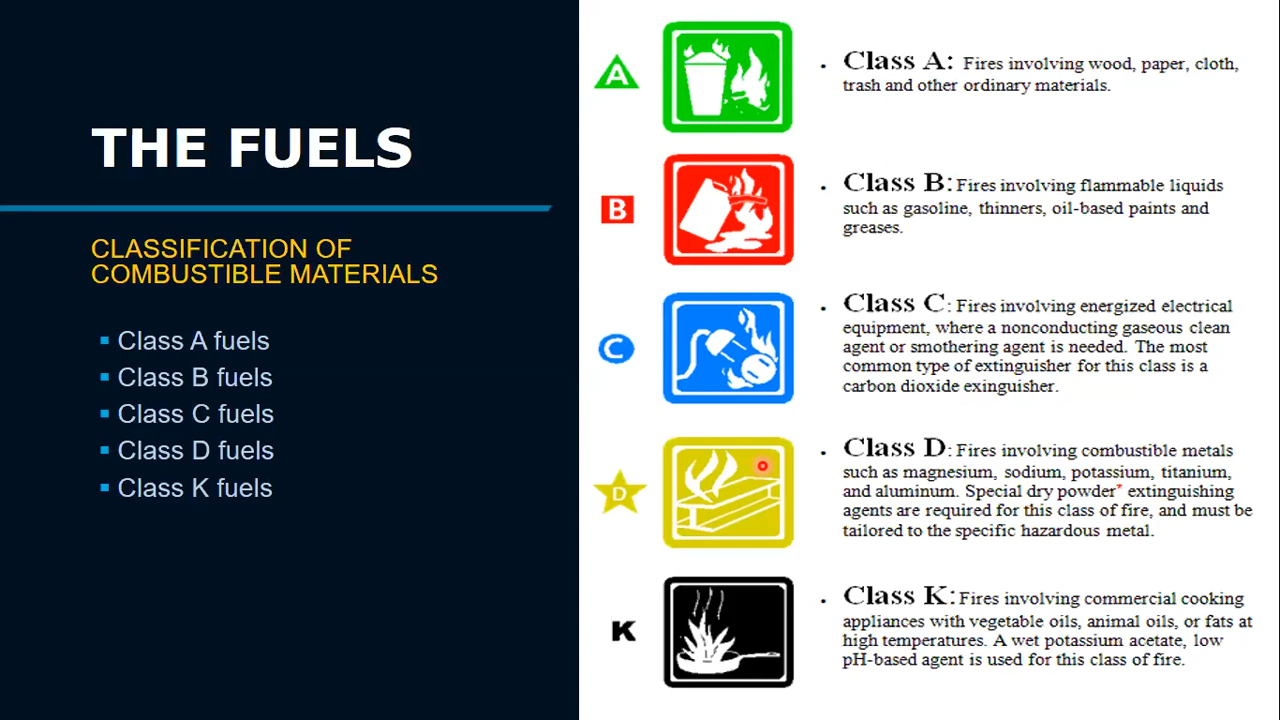 THE FUELS
CLASSIFICATION OF
COMBUSTIBLE MATERIALS
Class A fuels
Class B fuels
Class C fuels
Class D fuels
Class K fuels
A
Class A: Fires involving wood, paper, cloth,
trash and other ordinary materials.
B
Class B: Fires involving flammable liquids
such as gasoline, thinners, oil-based paints and
greases.
C
Class C: Fires involving energized electrical
equipment, where a nonconducting gaseous clean
agent or smothering agent is needed. The most
common type of extinguisher for this class is a
carbon dioxide exinguisher.
D
Class D: Fires involving combustible metals
such as magnesium, sodium, potassium, titanium,
and aluminum. Special dry powder* extinguishing
agents are required for this class of fire, and must be
tailored to the specific hazardous metal.
K
Class K: Fires involving commercial cooking
appliances with vegetable oils, animal oils, or fats at
high temperatures. A wet potassium acetate, low
pH-based agent is used for this class of fire.